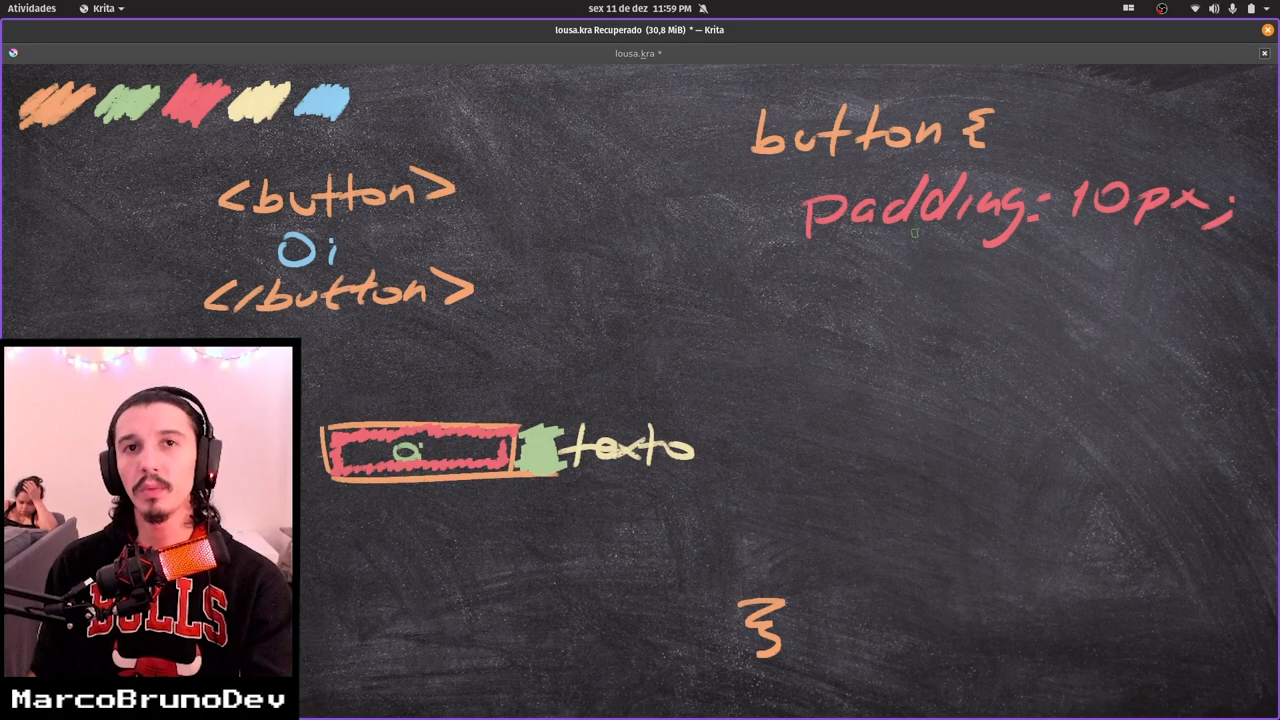 Atividades
Krita
sex 11 de dez 11:59 PM
lousa.kra Recuperado (30,8 MiB) * — Krita
lousa.kra *
button {
padding: 10px;
<button>
Oi
</button>
Oi
texto
}
BULLS
MarcoBrunoDev